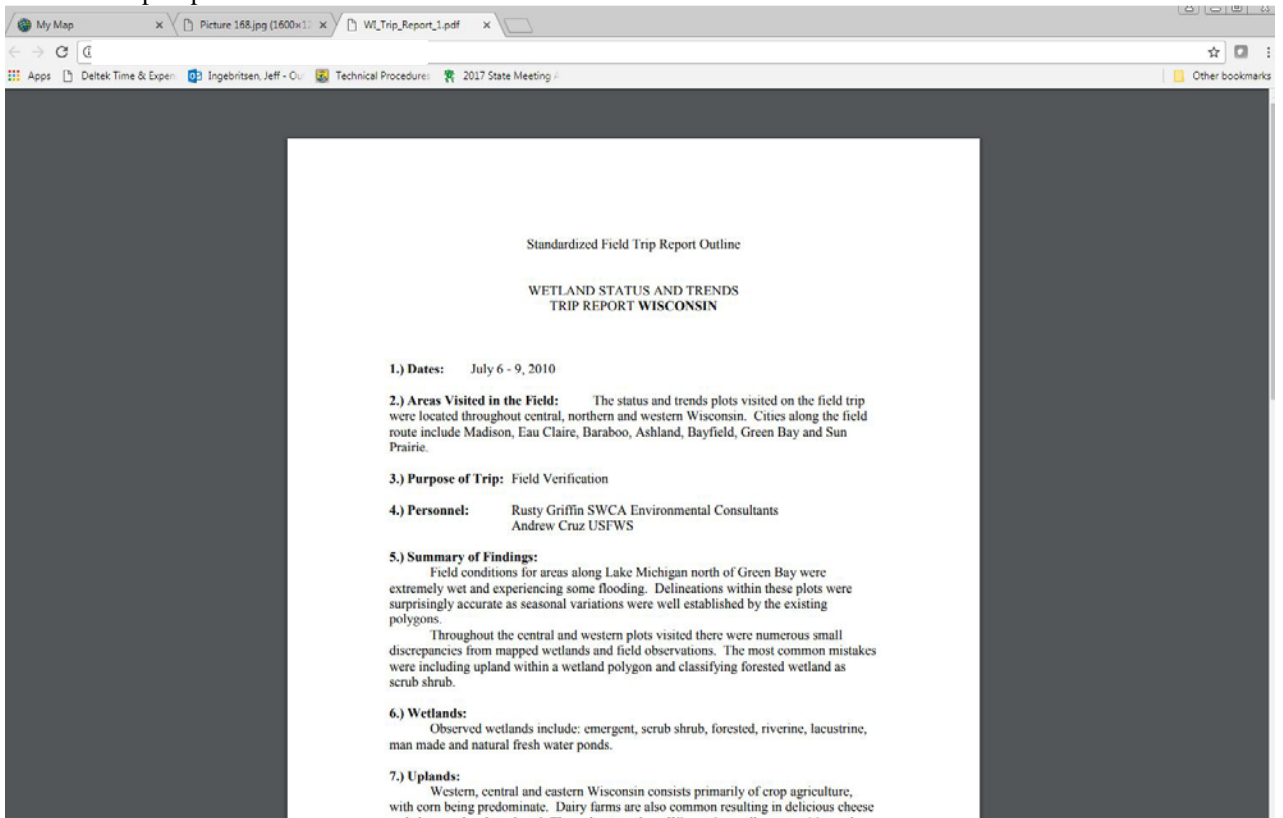 My Map
Picture 168.jpg (1600×1
WI_Trip_Report_1.pdf
Apps
Deltek Time & Expen
Ingebritsen, Jeff - Ou
Technical Procedures
2017 State Meeting
Other bookmarks
Standardized Field Trip Report Outline
WETLAND STATUS AND TRENDS
TRIP REPORT WISCONSIN
1.) Dates: July 6 - 9, 2010
2.) Areas Visited in the Field: The status and trends plots visited on the field trip
were located throughout central, northern and western Wisconsin. Cities along the field
route include Madison, Eau Claire, Baraboo, Ashland, Bayfield, Green Bay and Sun
Prairie.
3.) Purpose of Trip: Field Verification
4.) Personnel: Rusty Griffin SWCA Environmental Consultants
Andrew Cruz USFWS
5.) Summary of Findings:
Field conditions for areas along Lake Michigan north of Green Bay were
extremely wet and experiencing some flooding. Delineations within these plots were
surprisingly accurate as seasonal variations were well established by the existing
polygons.
Throughout the central and western plots visited there were numerous small
discrepancies from mapped wetlands and field observations. The most common mistakes
were including upland within a wetland polygon and classifying forested wetland as
scrub shrub.
6.) Wetlands:
Observed wetlands include: emergent, scrub shrub, forested, riverine, lacustrine,
man made and natural fresh water ponds.
7.) Uplands:
Western, central and eastern Wisconsin consists primarily of crop agriculture,
with corn being predominate. Dairy farms are also common resulting in delicious cheese